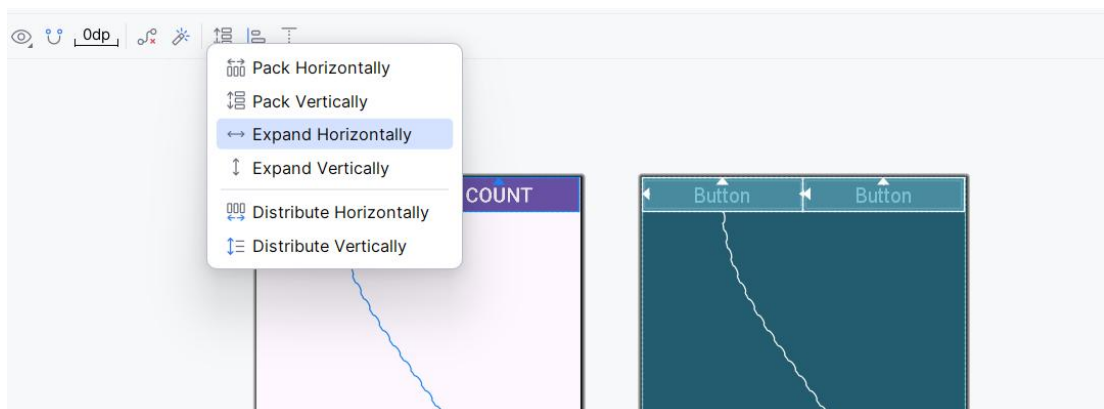 0dp
Pack Horizontally
Pack Vertically
Expand Horizontally
Expand Vertically
Distribute Horizontally
Distribute Vertically
COUNT
Button Button